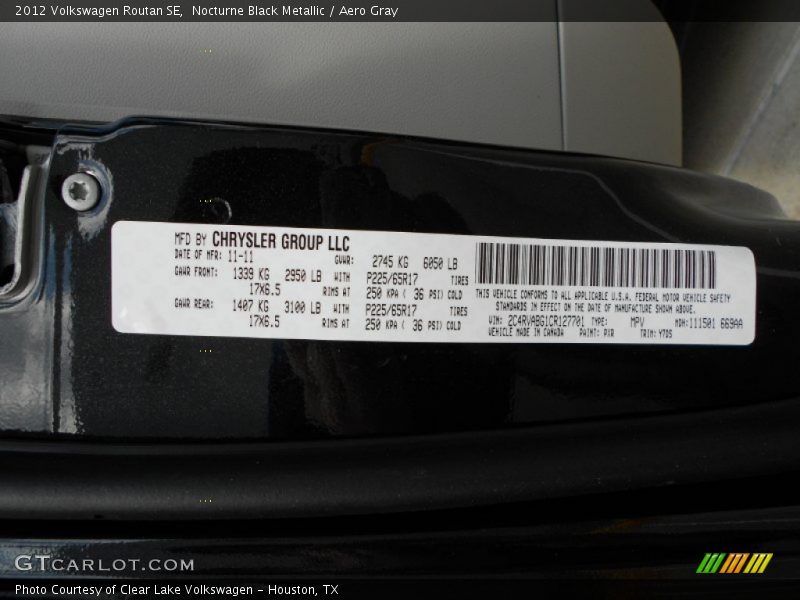 2012 Volkswagen Routan SE, Nocturne Black Metallic / Aero Gray
MFD BY CHRYSLER GROUP LLC
DATE OF MFR: 11-11 GVWR: 2745 KG 6050 LB
GAWR FRONT: 1339 KG 2950 LB WITH P225/65R17 TIRES
17X6.5 RIMS AT 250 KPA ( 36 PSI) COLD
GAWR REAR: 1407 KG 3100 LB WITH P225/65R17 TIRES
17X6.5 RIMS AT 250 KPA ( 36 PSI) COLD
THIS VEHICLE CONFORMS TO ALL APPLICABLE U.S.A. FEDERAL MOTOR VEHICLE SAFETY
STANDARDS IN EFFECT ON THE DATE OF MANUFACTURE SHOWN ABOVE.
VIN: 2C4RVABG1CR127701 TYPE: MPV MDH: 111501 669AA
VEHICLE MADE IN CANADA PAINT: PXR TRIM: Y7D5
GTCARLOT.COM
Photo Courtesy of Clear Lake Volkswagen - Houston, TX